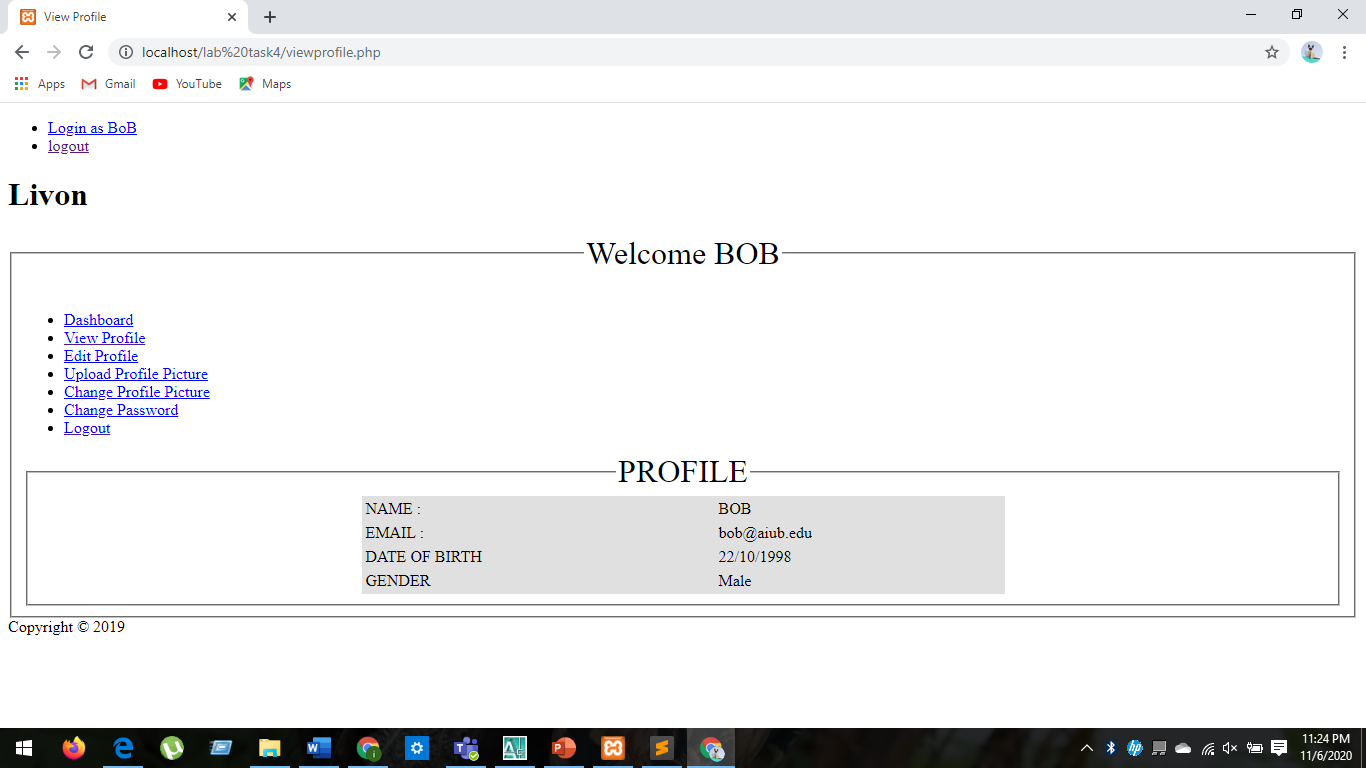 View Profile
localhost/lab%20task4/viewprofile.php
Apps Gmail YouTube Maps
Login as BoB
logout
Livon
Welcome BOB
Dashboard
View Profile
Edit Profile
Upload Profile Picture
Change Profile Picture
Change Password
Logout
PROFILE
NAME : BOB
EMAIL : bob@aiub.edu
DATE OF BIRTH 22/10/1998
GENDER Male
Copyright © 2019
11:24 PM
11/6/2020